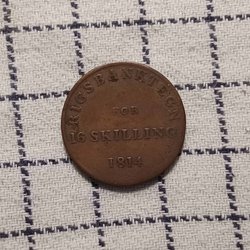 RIGSBANKTEGN
FOR
16 SKILLING
1814